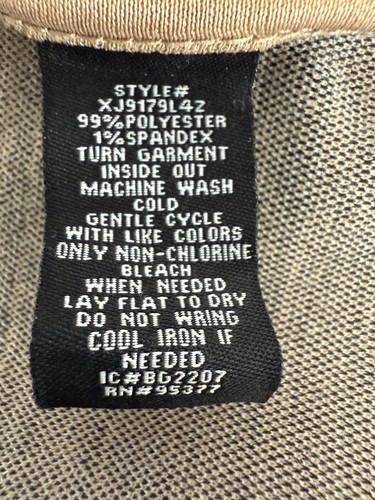 STYLE#
XJ9179L42
99%POLYESTER
1%SPANDEX
TURN GARMENT
INSIDE OUT
MACHINE WASH
COLD
GENTLE CYCLE
WITH LIKE COLORS
ONLY NON-CHLORINE
BLEACH
WHEN NEEDED
LAY FLAT TO DRY
DO NOT WRING
COOL IRON IF
NEEDED
IC#BG2207
RN#95377